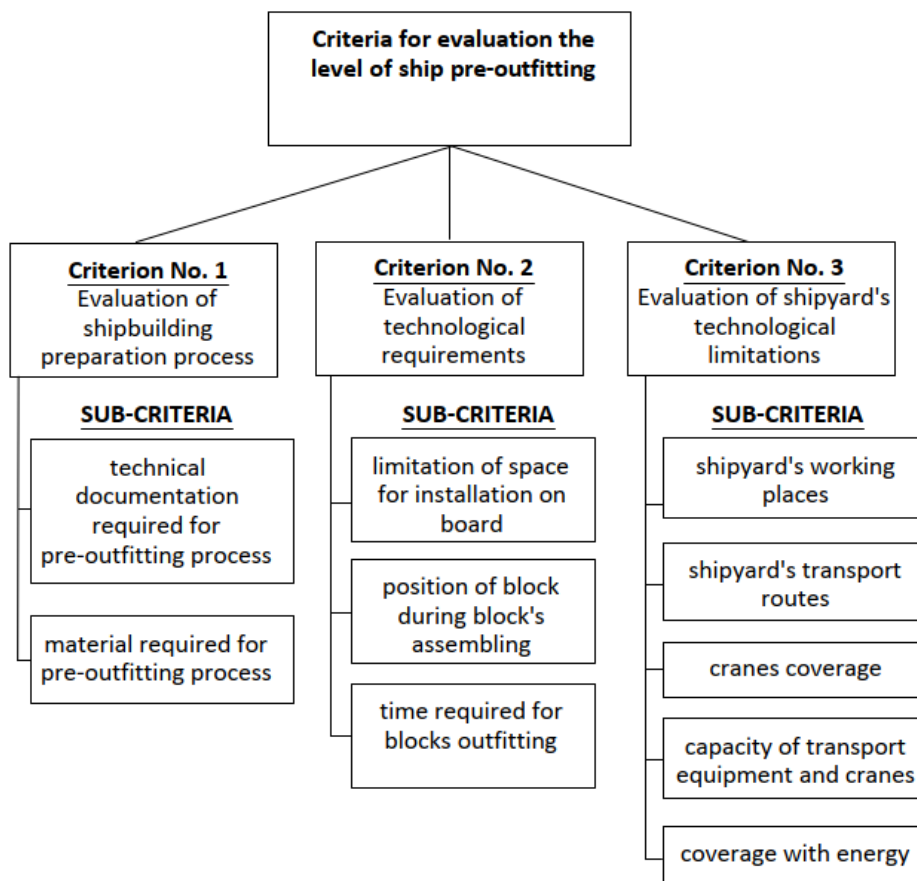 Criteria for evaluation the
level of ship pre-outfitting
Criterion No. 1
Evaluation of
shipbuilding
preparation process
SUB-CRITERIA
technical
documentation
required for
pre-outfitting process
material required for
pre-outfitting process
Criterion No. 2
Evaluation of
technological
requirements
SUB-CRITERIA
limitation of space
for installation on
board
position of block
during block's
assembling
time required for
blocks outfitting
Criterion No. 3
Evaluation of shipyard's
technological
limitations
SUB-CRITERIA
shipyard's working
places
shipyard's transport
routes
cranes coverage
capacity of transport
equipment and cranes
coverage with energy